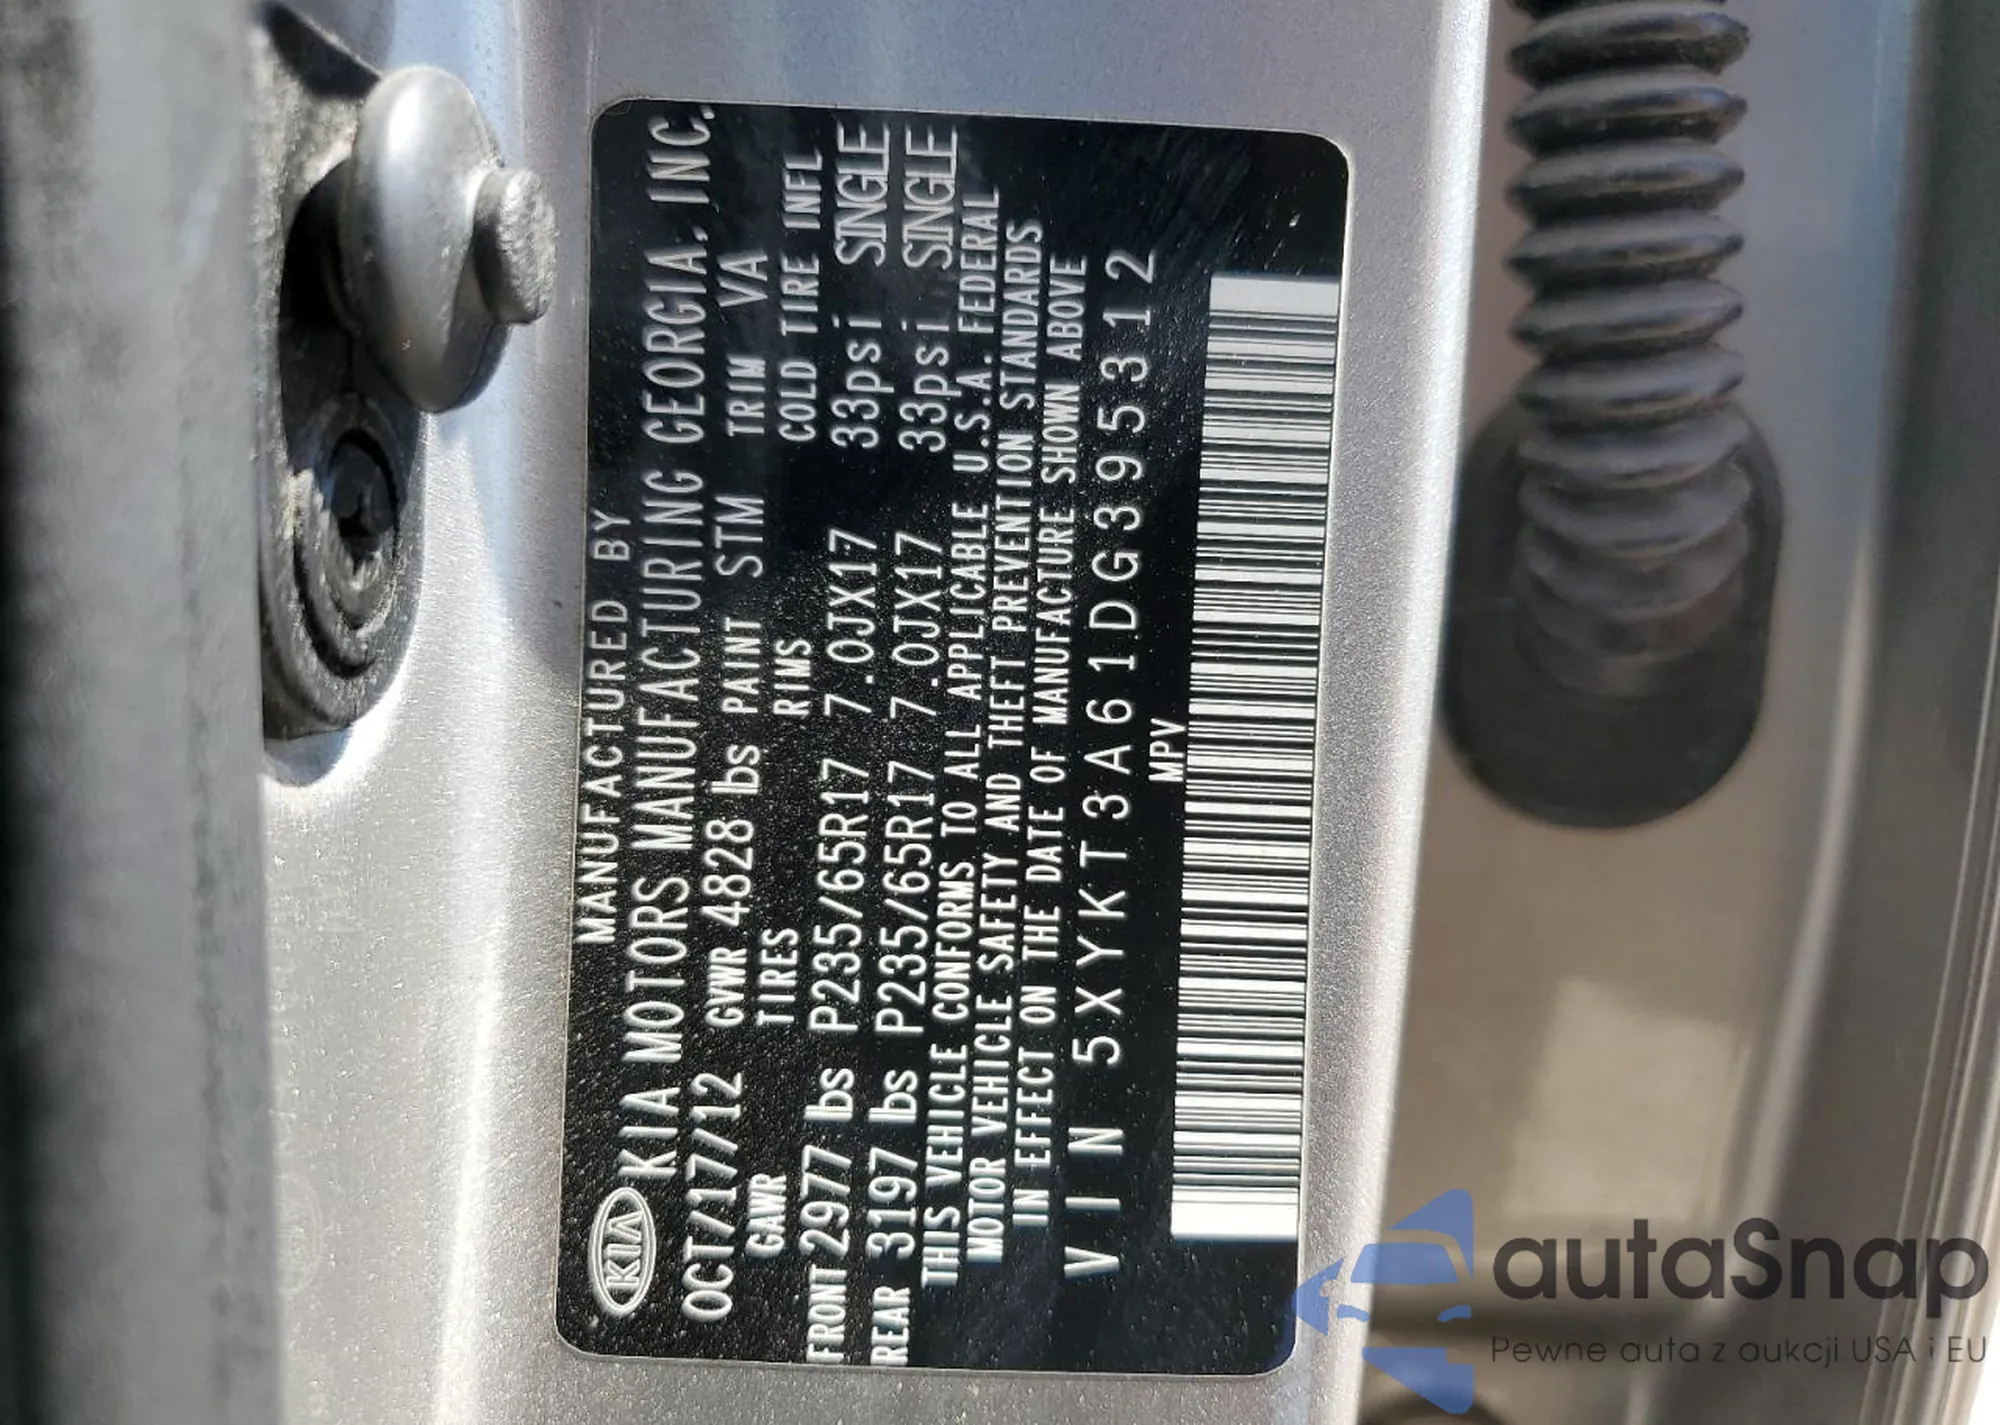 MANUFACTURED BY
KIA KIA MOTORS MANUFACTURING GEORGIA, INC.
OCT/17/12 GVWR 4828 lbs PAINT STM TRIM VA
GAWR TIRES RIMS COLD TIRE INFL
FRONT 2977 lbs P235/65R17 7.0JX17 33psi SINGLE
REAR 3197 lbs P235/65R17 7.0JX17 33psi SINGLE
THIS VEHICLE CONFORMS TO ALL APPLICABLE U.S.A. FEDERAL
MOTOR VEHICLE SAFETY AND THEFT PREVENTION STANDARDS
IN EFFECT ON THE DATE OF MANUFACTURE SHOWN ABOVE
VIN 5XYKT3A61DG395312
MPV
autaSnap
Pewne auta z aukcji USA i EU